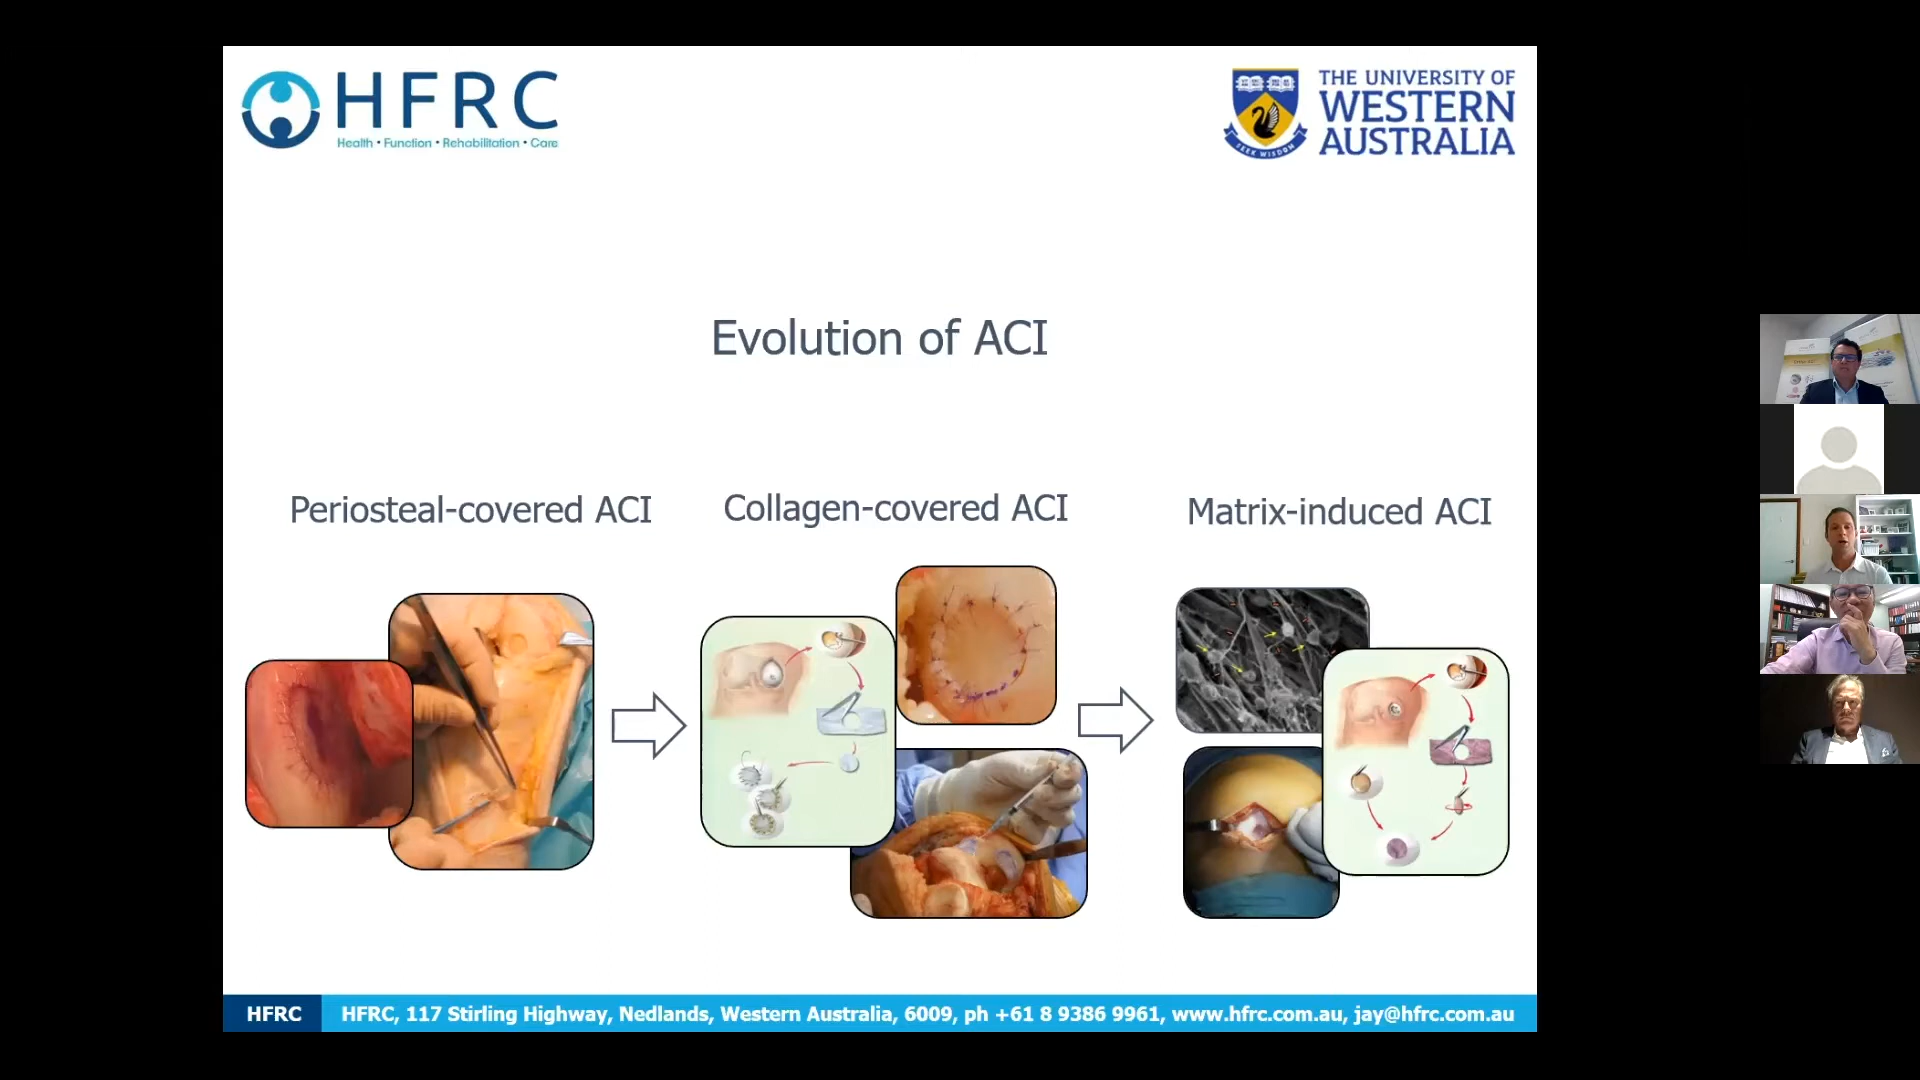 HFRC
Health • Function • Rehabilitation • Care
THE UNIVERSITY OF
WESTERN
AUSTRALIA
SEEK WISDOM
Evolution of ACI
Periosteal-covered ACI
Collagen-covered ACI
Matrix-induced ACI
HFRC
HFRC, 117 Stirling Highway, Nedlands, Western Australia, 6009, ph +61 8 9386 9961, www.hfrc.com.au, jay@hfrc.com.au